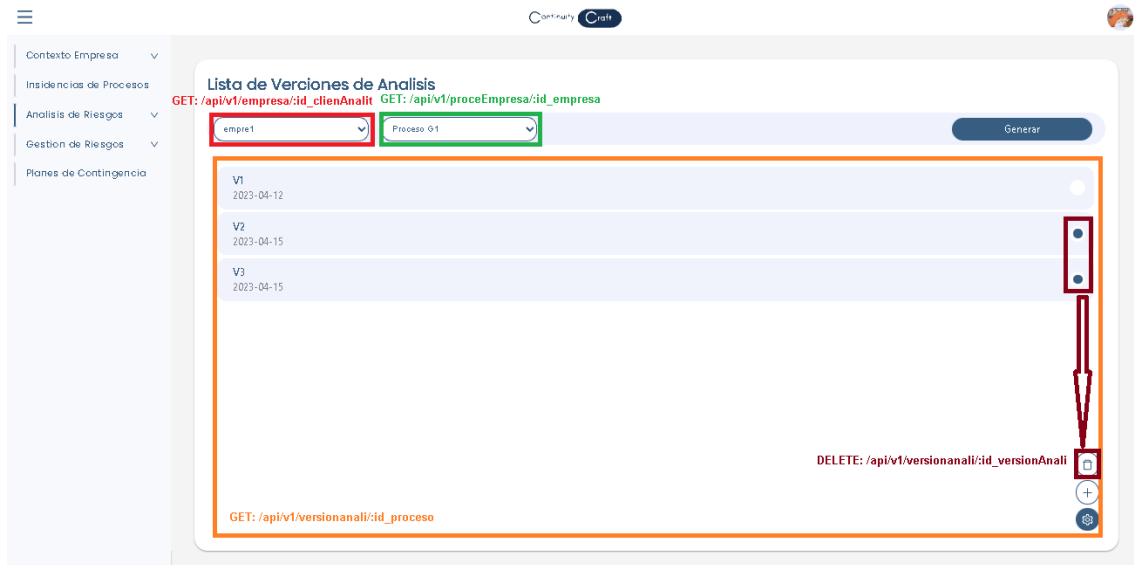 Continuity Craft
Contexto Empresa
Insidencias de Procesos
Analisis de Riesgos
Gestion de Riesgos
Planes de Contingencia
Lista de Verciones de Analisis
GET: /api/v1/empresa/:id_clienAnalit GET: /api/v1/proceEmpresa/:id_empresa
empre1 Proceso G1 Generar
V1
2023-04-12
V2
2023-04-15
V3
2023-04-15
DELETE: /api/v1/versionanali/:id_versionAnali
GET: /api/v1/versionanali/:id_proceso